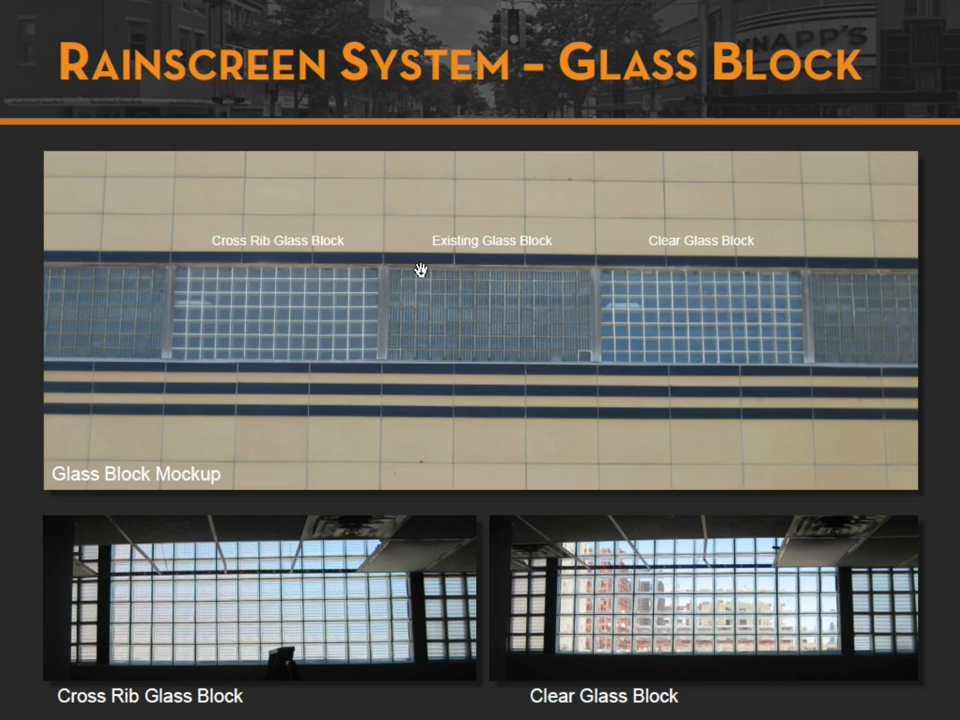 KNAPP'S
RAINSCREEN SYSTEM – GLASS BLOCK
Cross Rib Glass Block
Existing Glass Block
Clear Glass Block
Glass Block Mockup
Cross Rib Glass Block
Clear Glass Block